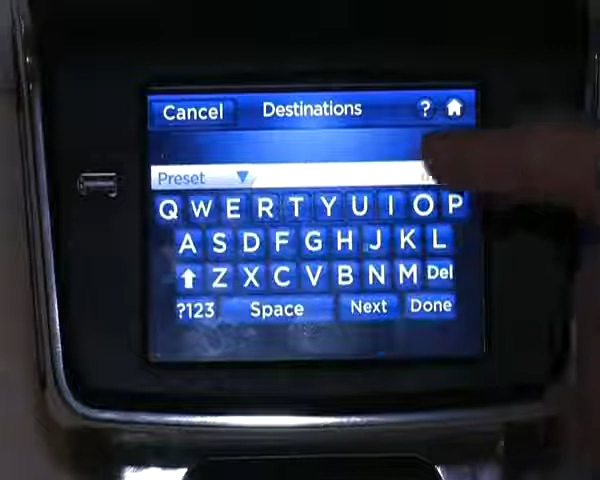 Cancel Destinations ?
Preset
Q W E R T Y U I O P
A S D F G H J K L
Z X C V B N M Del
?123 Space Next Done